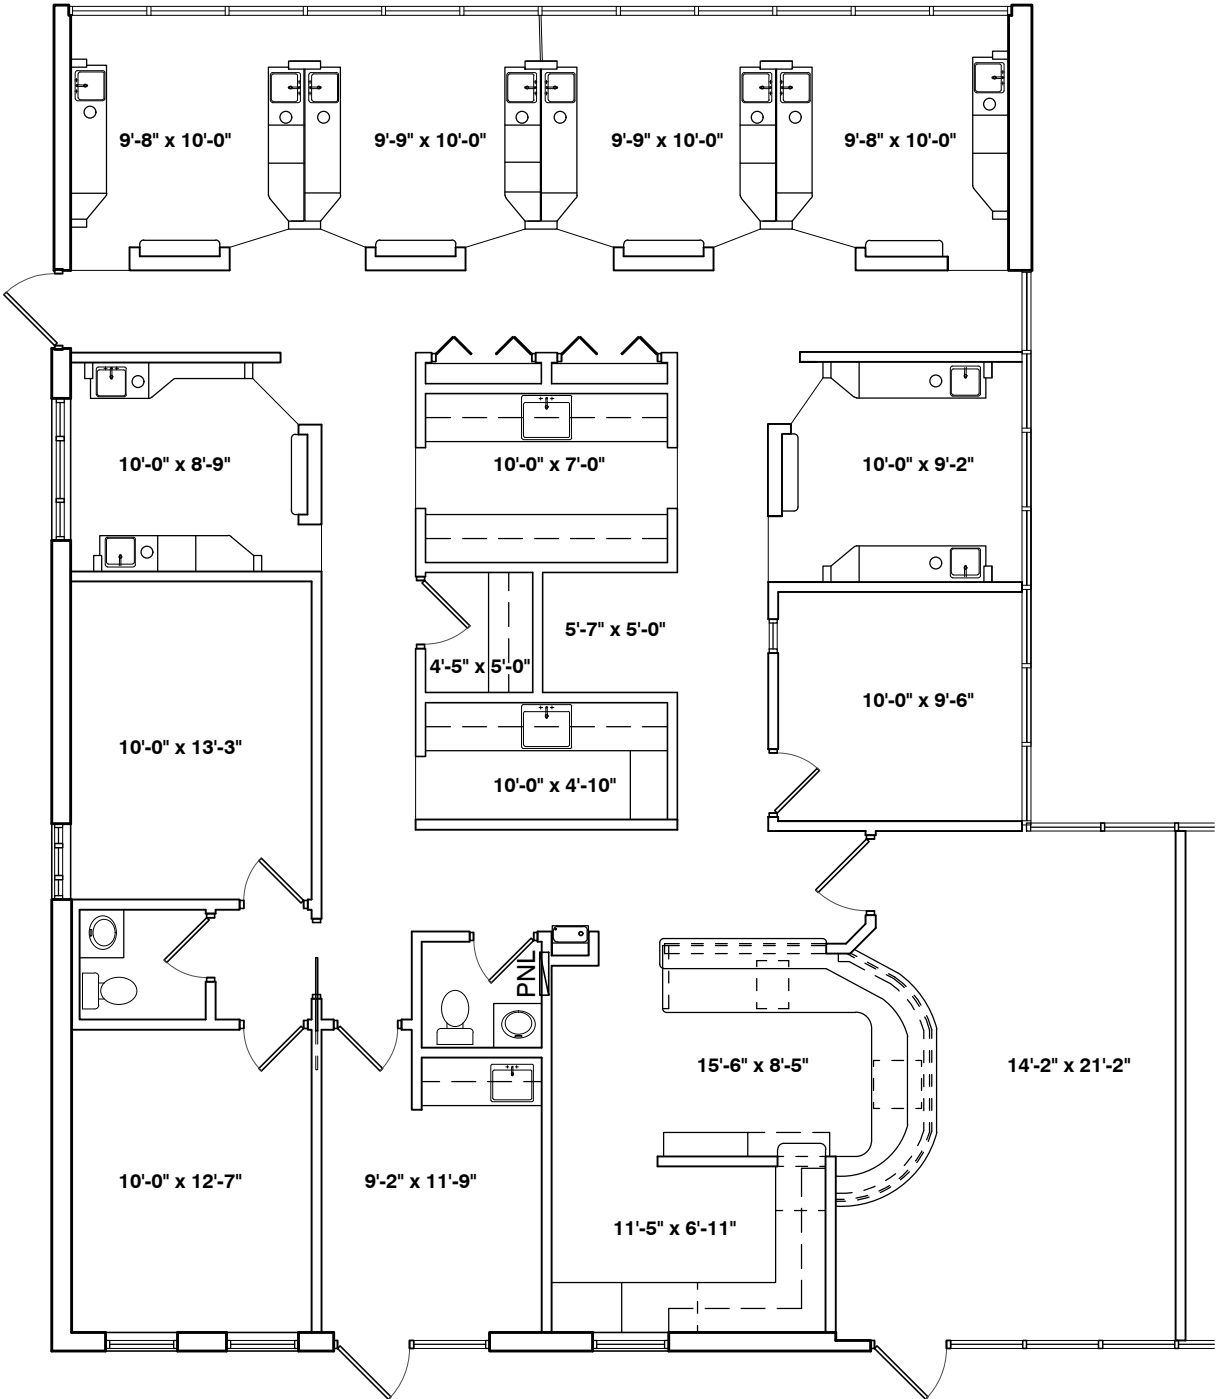 9'-8" x 10'-0"
9'-9" x 10'-0"
9'-9" x 10'-0"
9'-8" x 10'-0"
10'-0" x 8'-9"
10'-0" x 7'-0"
10'-0" x 9'-2"
5'-7" x 5'-0"
4'-5" x 5'-0"
10'-0" x 9'-6"
10'-0" x 13'-3"
10'-0" x 4'-10"
PNL
15'-6" x 8'-5"
14'-2" x 21'-2"
10'-0" x 12'-7"
9'-2" x 11'-9"
11'-5" x 6'-11"